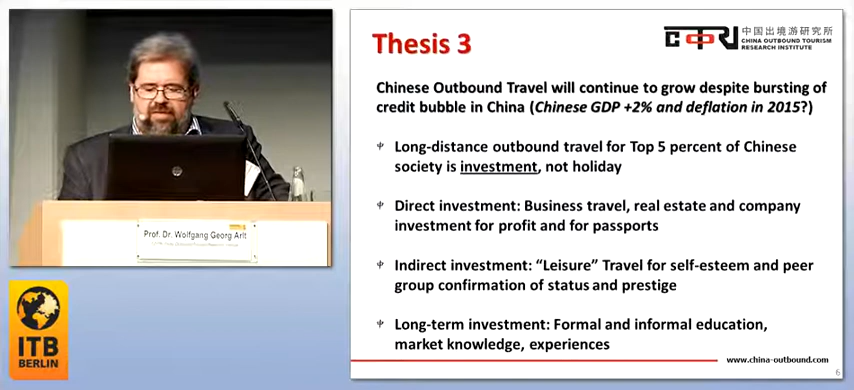 Thesis 3
中国出境游研究所
CHINA OUTBOUND TOURISM
RESEARCH INSTITUTE
Chinese Outbound Travel will continue to grow despite bursting of
credit bubble in China (Chinese GDP +2% and deflation in 2015?)
Long-distance outbound travel for Top 5 percent of Chinese
society is investment, not holiday
Direct investment: Business travel, real estate and company
investment for profit and for passports
Indirect investment: “Leisure” Travel for self-esteem and peer
group confirmation of status and prestige
Long-term investment: Formal and informal education,
market knowledge, experiences
www.china-outbound.com
6
Prof. Dr. Wolfgang Georg Arlt
ITB
BERLIN